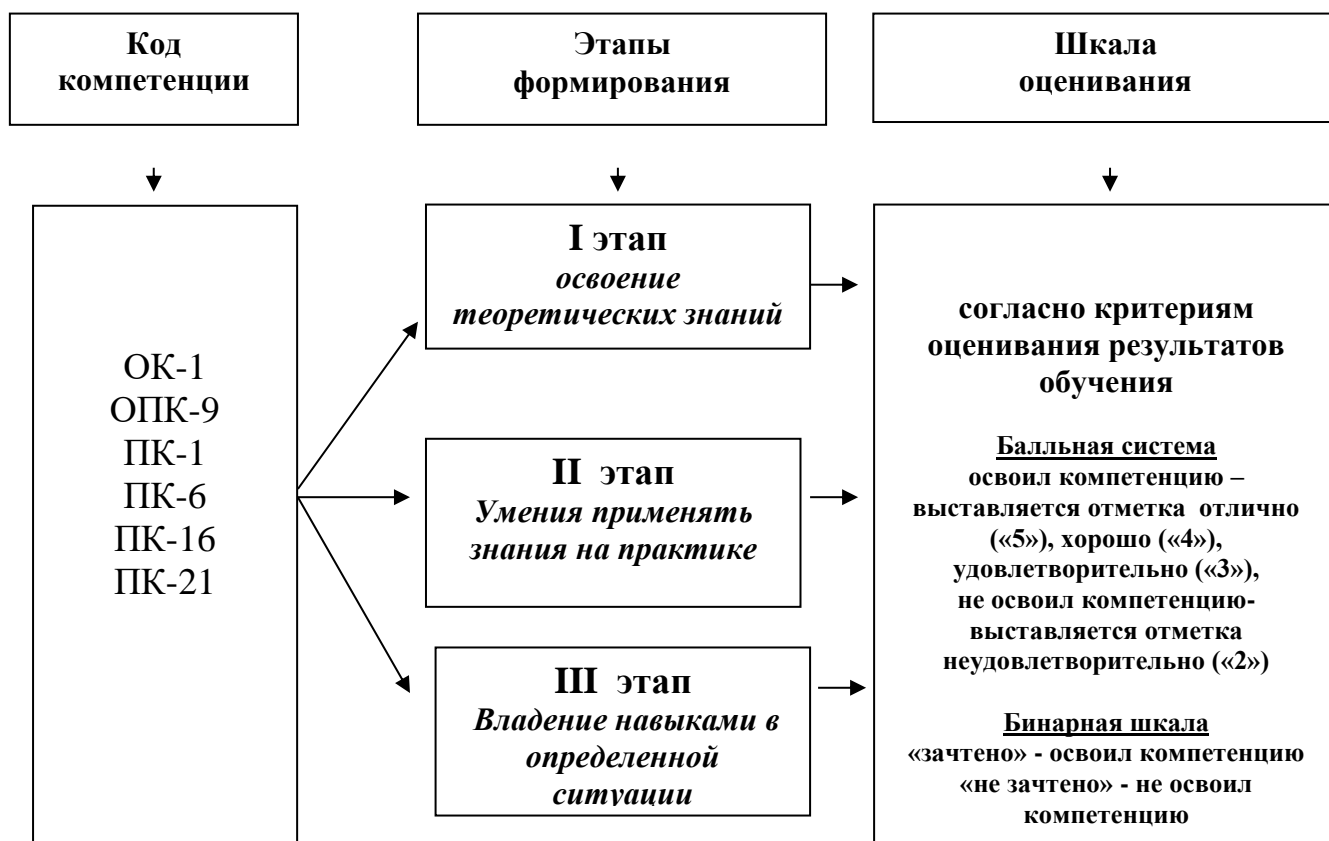 Код
компетенции
Этапы
формирования
Шкала
оценивания
ОК-1
ОПК-9
ПК-1
ПК-6
ПК-16
ПК-21
I этап
освоение
теоретических знаний
II этап
Умения применять
знания на практике
III этап
Владение навыками в
определенной
ситуации
согласно критериям
оценивания результатов
обучения
Балльная система
освоил компетенцию –
выставляется отметка отлично
(«5»), хорошо («4»),
удовлетворительно («3»),
не освоил компетенцию-
выставляется отметка
неудовлетворительно («2»)
Бинарная шкала
«зачтено» - освоил компетенцию
«не зачтено» - не освоил
компетенцию